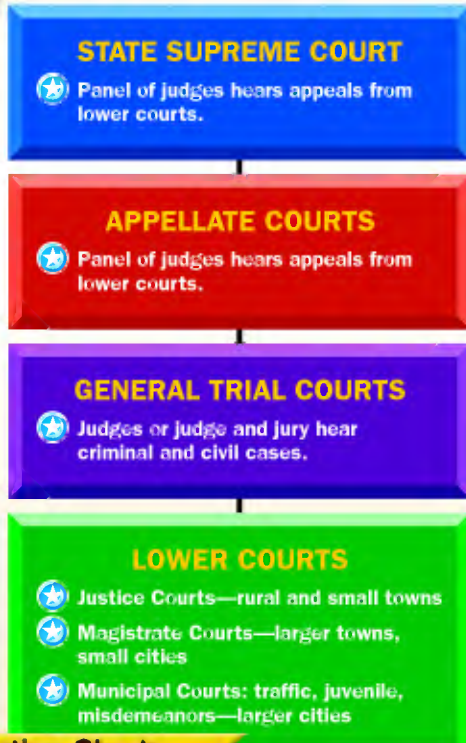 STATE SUPREME COURT
Panel of judges hears appeals from
lower courts.
APPELLATE COURTS
Panel of judges hears appeals from
lower courts.
GENERAL TRIAL COURTS
Judges or judge and jury hear
criminal and civil cases.
LOWER COURTS
Justice Courts—rural and small towns
Magistrate Courts—larger towns,
small cities
Municipal Courts: traffic, juvenile,
misdemeanors—larger cities